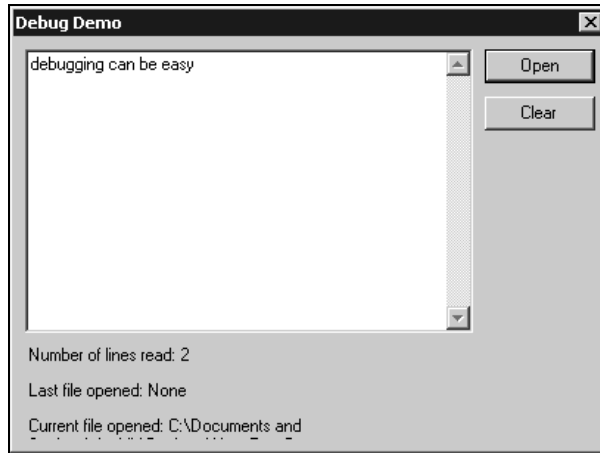 Debug Demo
debugging can be easy
Open
Clear
Number of lines read: 2
Last file opened: None
Current file opened: C:\Documents and